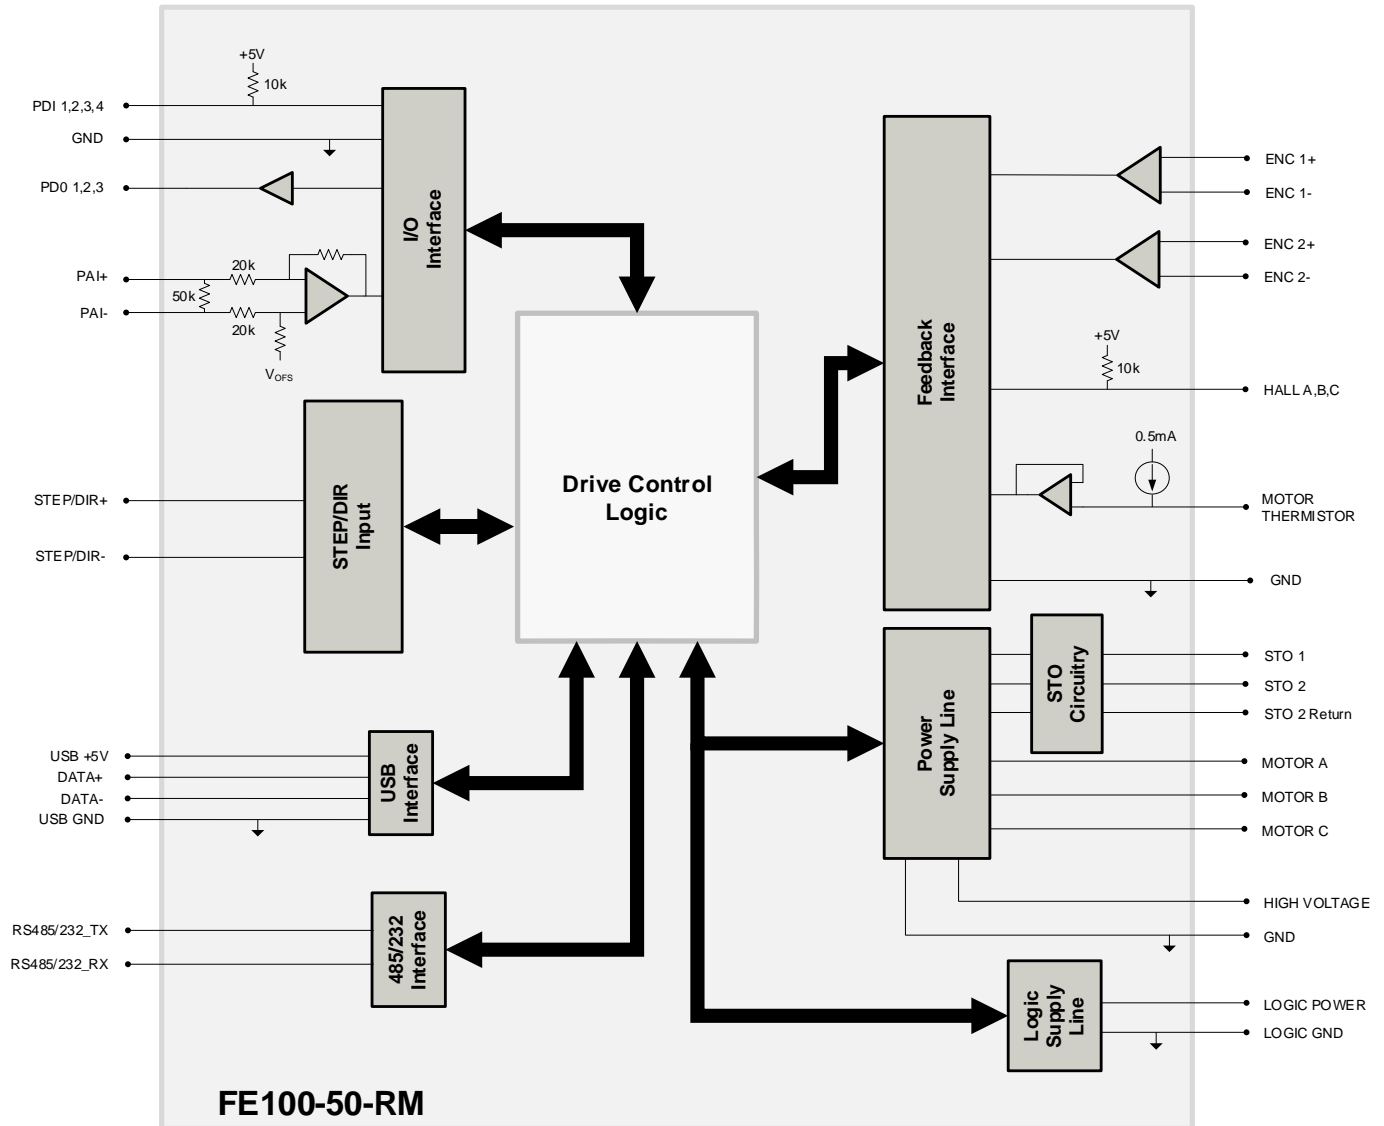 +5V
10k
PDI 1,2,3,4
GND
PD0 1,2,3
PAI+
20k
50k
PAI-
20k
VOFS
I/O
Interface
STEP/DIR+
STEP/DIR-
STEP/DIR
Input
USB +5V
DATA+
DATA-
USB GND
USB
Interface
RS485/232_TX
RS485/232_RX
485/232
Interface
Drive Control
Logic
Feedback
Interface
ENC 1+
ENC 1-
ENC 2+
ENC 2-
+5V
10k
HALL A,B,C
0.5mA
MOTOR
THERMISTOR
GND
Power
Supply Line
STO
Circuitry
STO 1
STO 2
STO 2 Return
MOTOR A
MOTOR B
MOTOR C
HIGH VOLTAGE
GND
Logic
Supply
Line
LOGIC POWER
LOGIC GND
FE100-50-RM